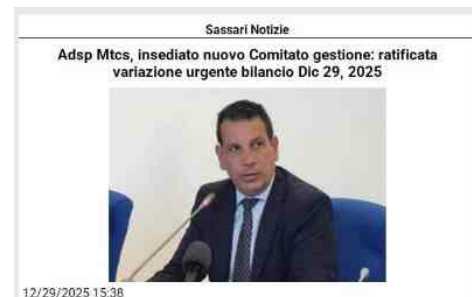 Sassari Notizie
Adsp Mtcs, insediato nuovo Comitato gestione: ratificata
variazione urgente bilancio Dic 29, 2025
12/29/2025 15:38